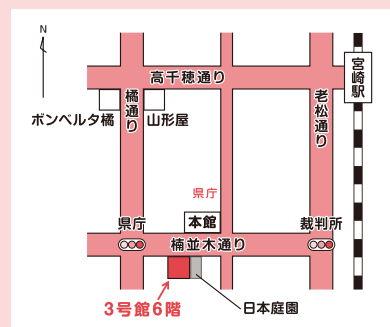 N
高千穂通り
宮崎駅
橘通り
老松通り
ボンベルタ橘
山形屋
県庁
本館
県庁
裁判所
楠並木通り
3号館6階
日本庭園